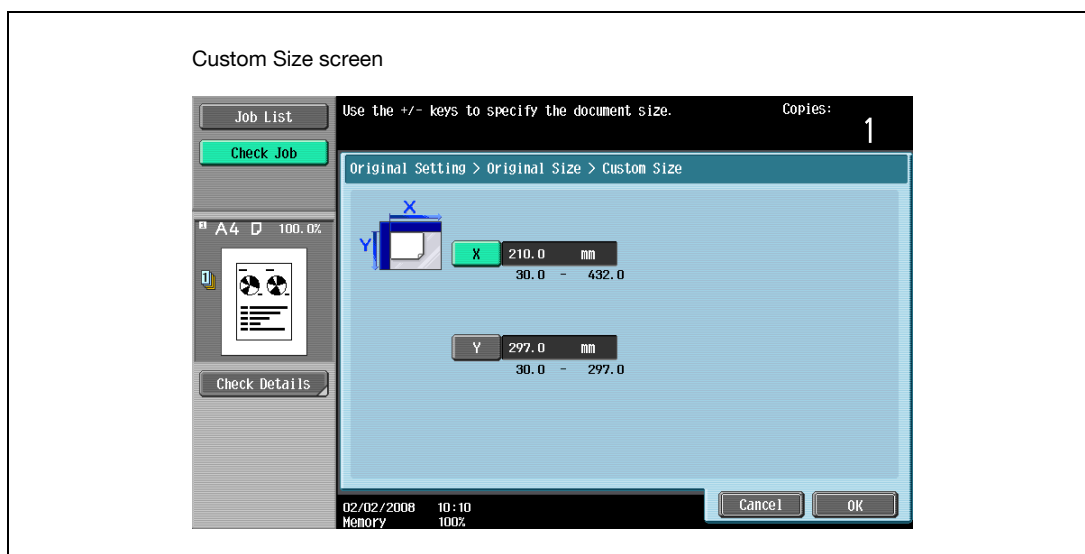 Custom Size screen
Job List
Check Job
Use the +/- keys to specify the document size.
Copies:
1
Original Setting > Original Size > Custom Size
A4 100.0%
1
X
Y
X 210.0 mm
30.0 - 432.0
Y 297.0 mm
30.0 - 297.0
Check Details
02/02/2008 10:10
Memory 100%
Cancel
OK